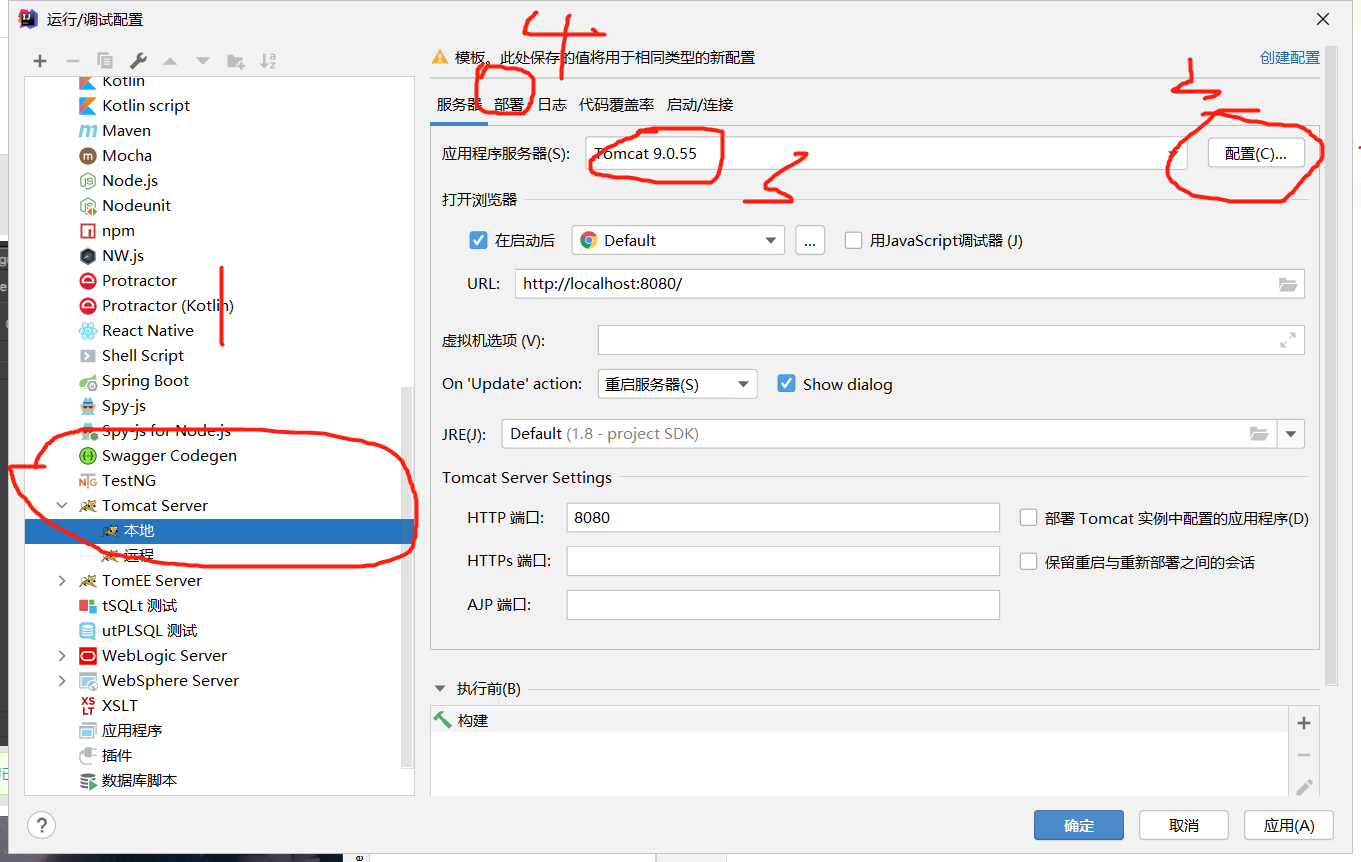 运行/调试配置
Kotlin
Kotlin script
Maven
Mocha
Node.js
Nodeunit
npm
NW.js
Protractor
Protractor (Kotlin)
React Native
Shell Script
Spring Boot
Spy-js
Spy-js for Node.js
Swagger Codegen
TestNG
Tomcat Server
本地
远程
TomEE Server
tSQLt 测试
utPLSQL 测试
WebLogic Server
WebSphere Server
XSLT
应用程序
插件
数据库脚本
模板。此处保存的值将用于相同类型的新配置 创建配置
4
服务器 部署 日志 代码覆盖率 启动/连接
应用程序服务器(S): Tomcat 9.0.55 配置(C)...
2
打开浏览器
在启动后 Default ... 用JavaScript调试器 (J)
URL: http://localhost:8080/
1
虚拟机选项 (V):
On 'Update' action: 重启服务器(S) Show dialog
JRE(J): Default (1.8 - project SDK)
Tomcat Server Settings
HTTP 端口: 8080 部署 Tomcat 实例中配置的应用程序(D)
HTTPs 端口: 保留重启与重新部署之间的会话
AJP 端口:
执行前(B)
构建
? 确定 取消 应用(A)